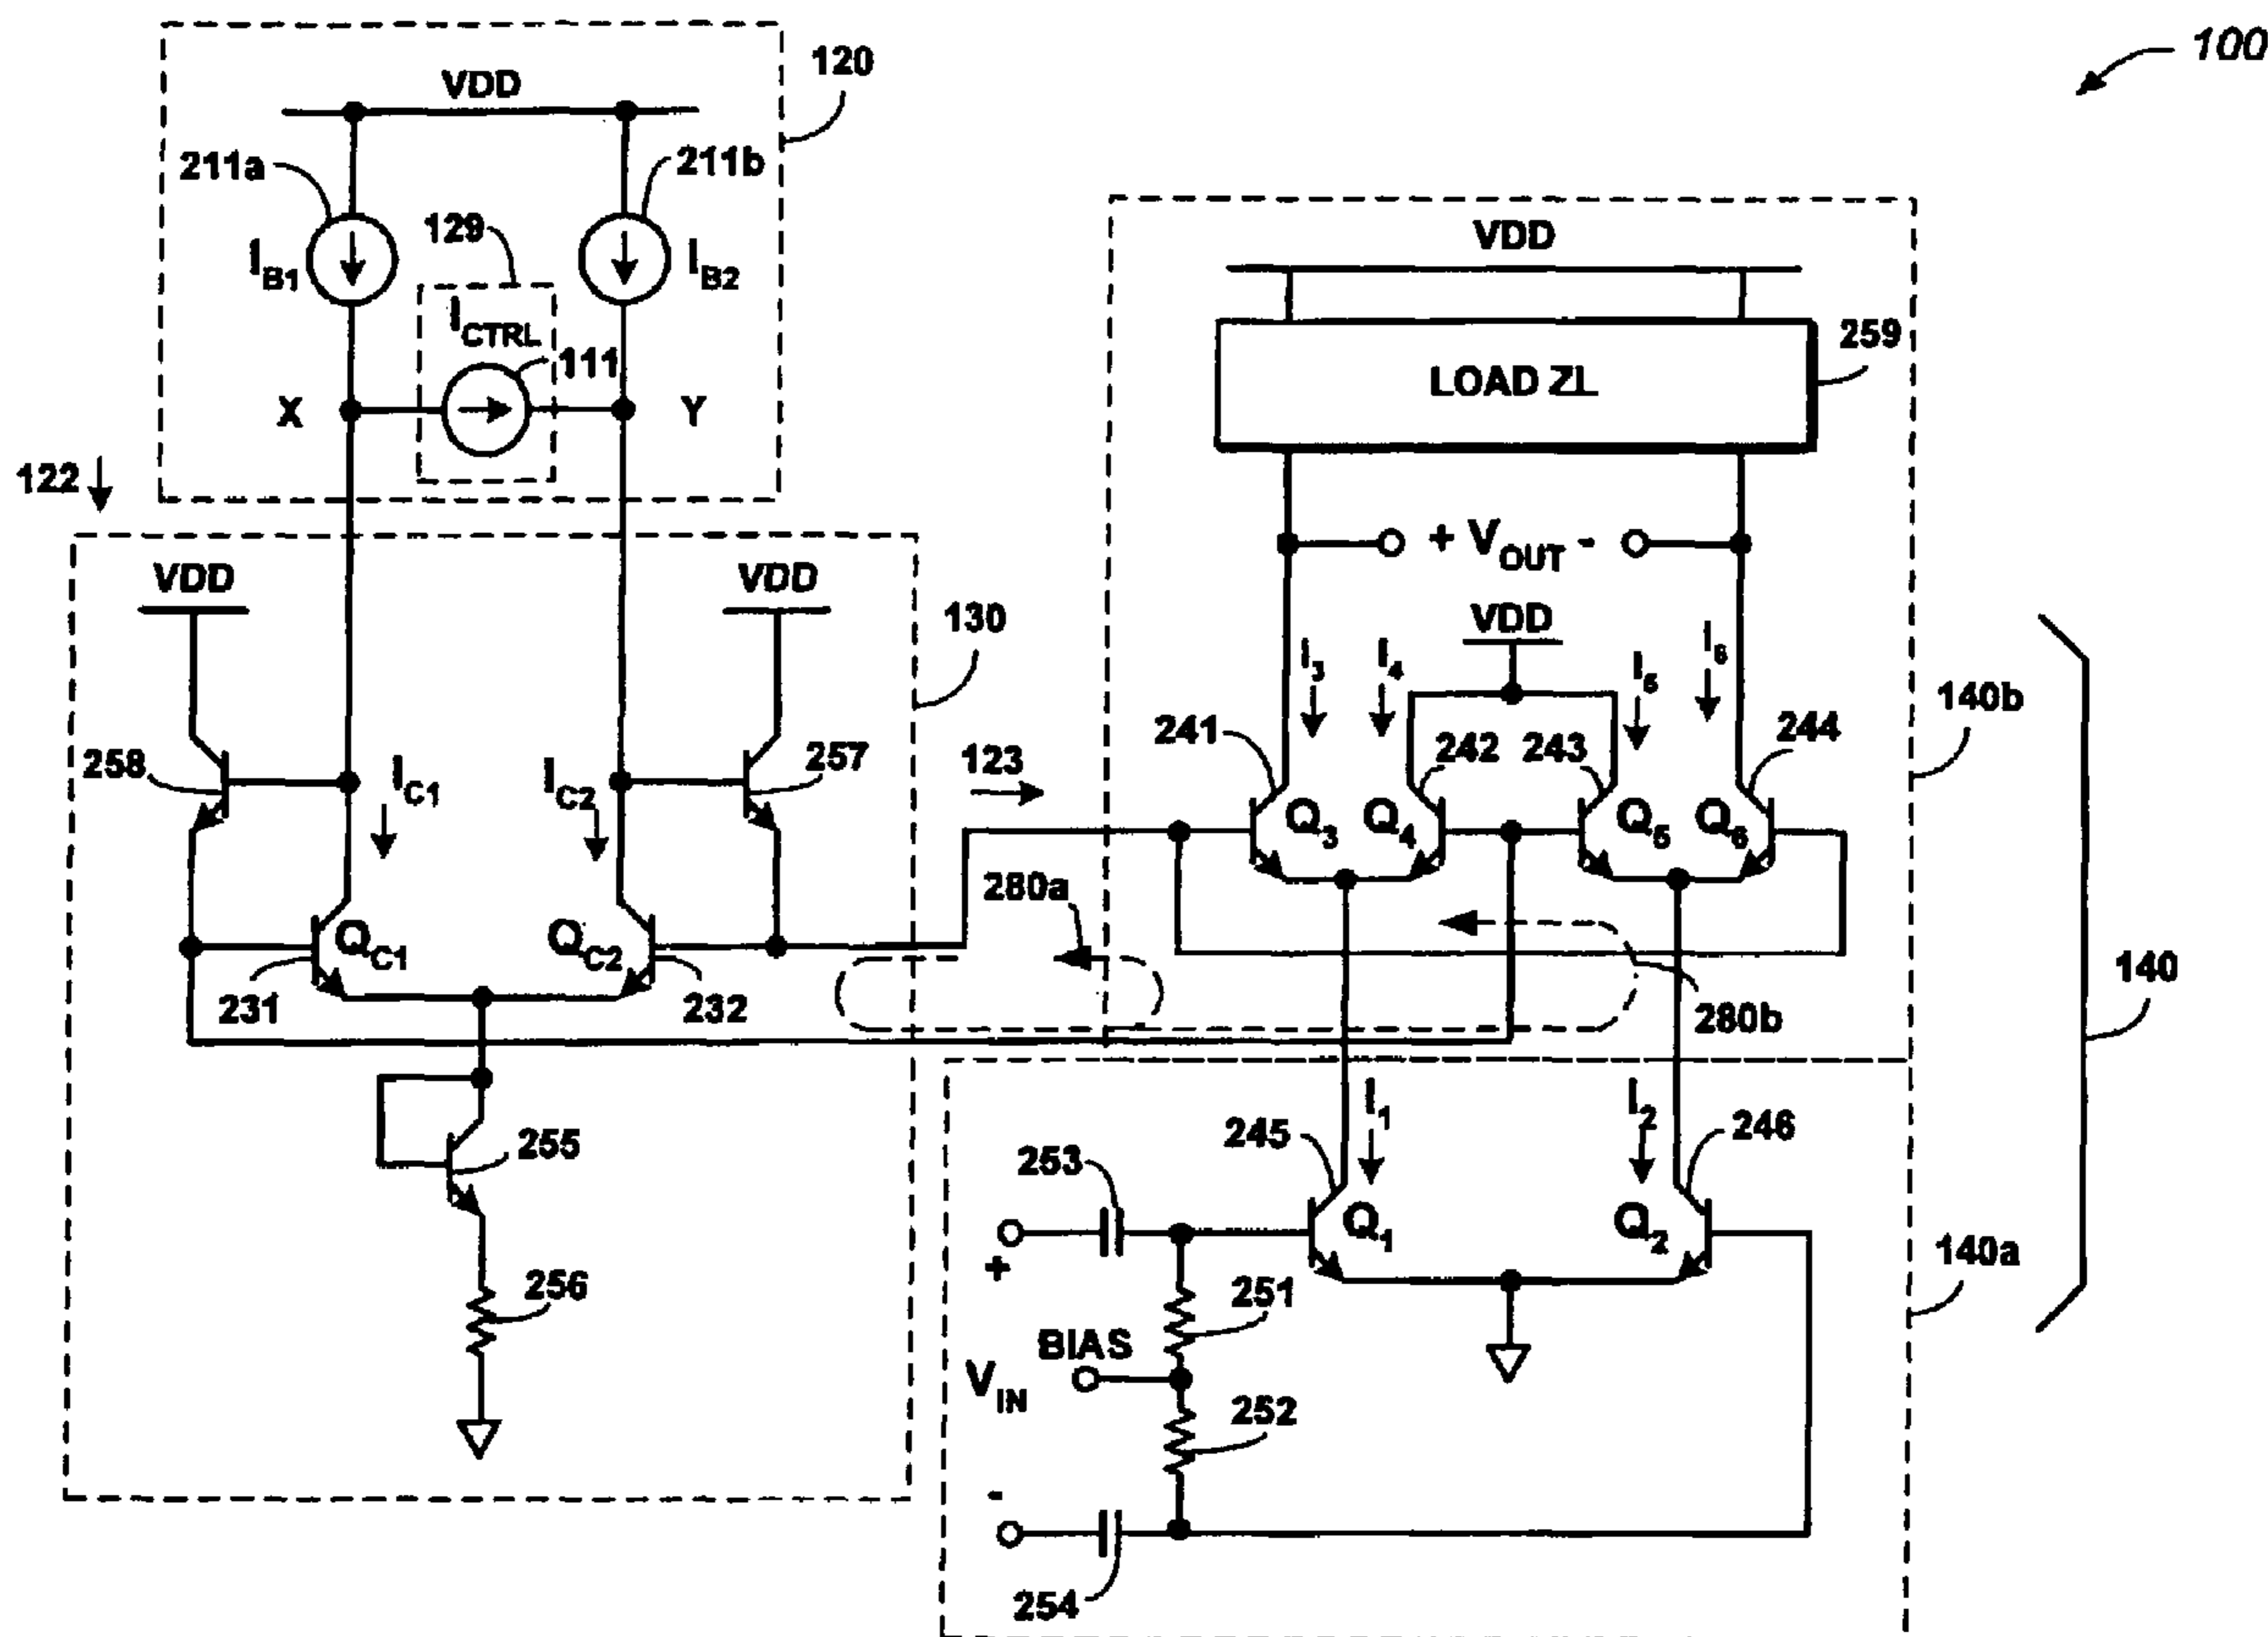 100
120
VDD
211a
211b
129
I_B1
I_B2
I_CTRL
111
X
Y
122
VDD
259
LOAD ZL
+ V_OUT -
VDD
VDD
130
VDD
I_3
I_4
I_5
I_6
140b
258
I_C1
I_C2
257
123
241
242
243
244
Q_3
Q_4
Q_5
Q_6
280a
Q_C1
Q_C2
231
232
280b
140
255
253
245
I_1
I_2
246
+
Q_1
Q_2
140a
256
251
BIAS
V_IN
252
-
254